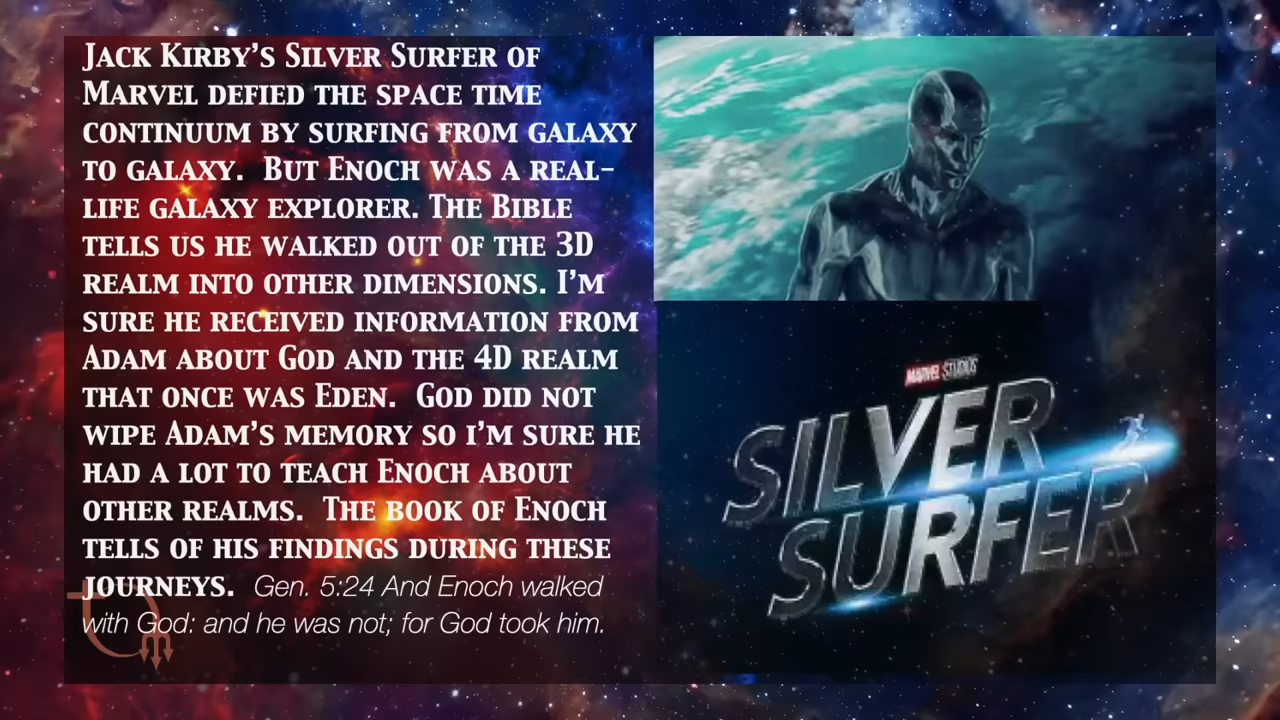 Jack Kirby's Silver Surfer of
Marvel defied the space time
continuum by surfing from galaxy
to galaxy. But Enoch was a real-
life galaxy explorer. The Bible
tells us he walked out of the 3D
realm into other dimensions. I'm
sure he received information from
Adam about God and the 4D realm
that once was Eden. God did not
wipe Adam's memory so I'm sure he
had a lot to teach Enoch about
other realms. The book of Enoch
tells of his findings during these
journeys. Gen. 5:24 And Enoch walked
with God: and he was not; for God took him.
MARVEL STUDIOS
SILVER
SURFER